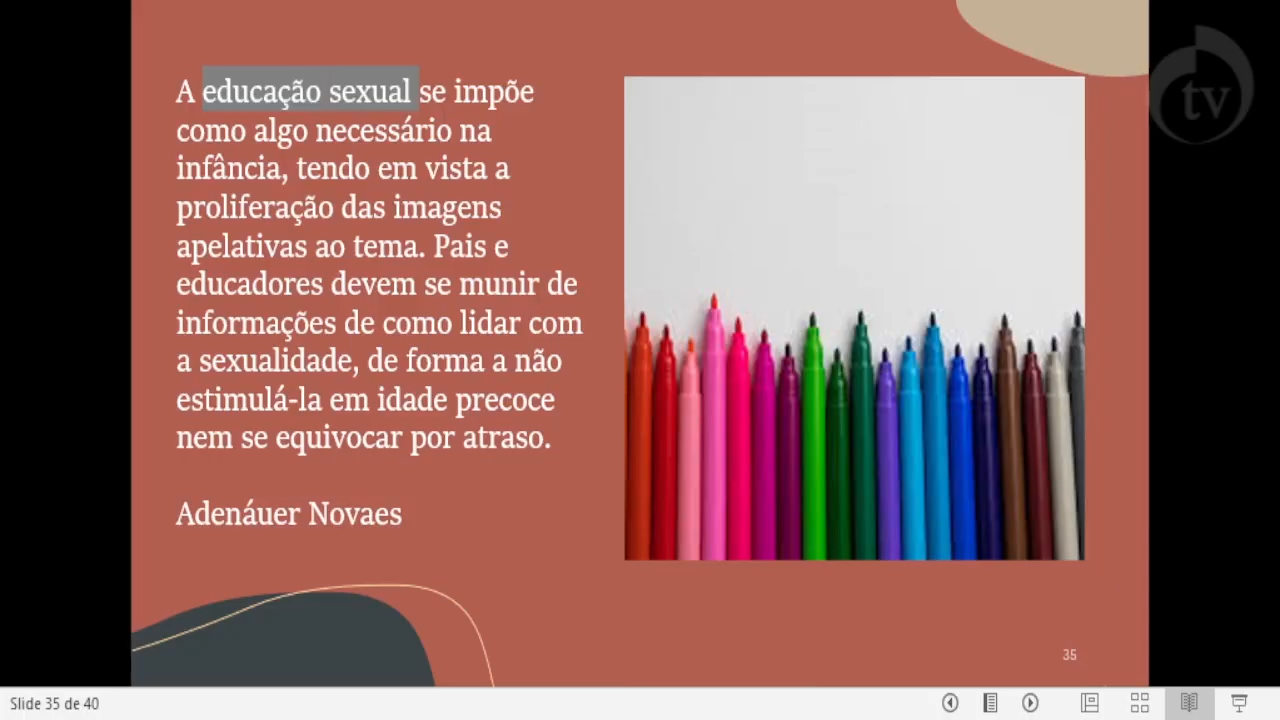 A educação sexual se impõe
como algo necessário na
infância, tendo em vista a
proliferação das imagens
apelativas ao tema. Pais e
educadores devem se munir de
informações de como lidar com
a sexualidade, de forma a não
estimulá-la em idade precoce
nem se equivocar por atraso.
Adenáuer Novaes
tv
35
Slide 35 de 40